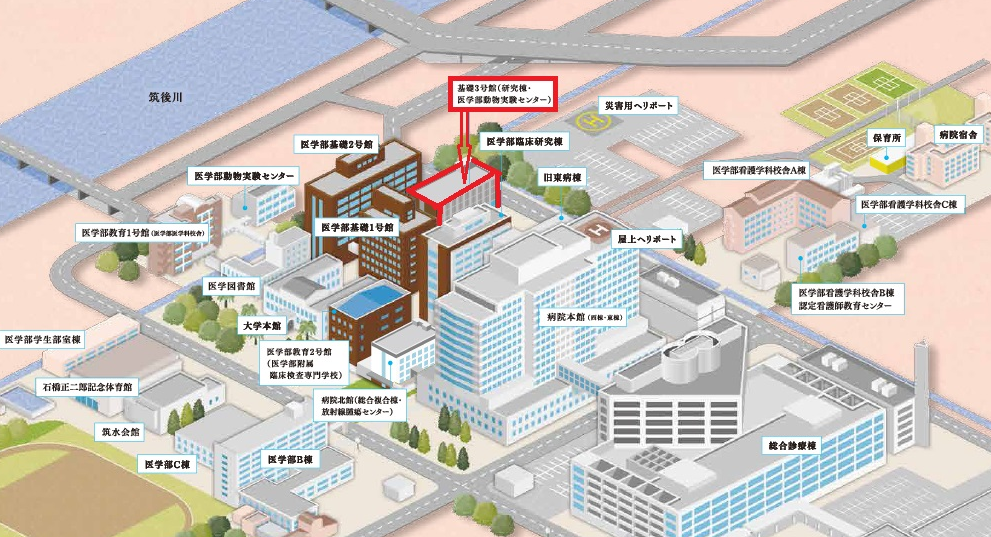 基礎3号館(研究棟・
医学部動物実験センター)
筑後川
災害用ヘリポート
医学部基礎2号館
医学部臨床研究棟
保育所
病院宿舎
医学部動物実験センター
旧東病棟
医学部看護学科校舎A棟
医学部看護学科校舎C棟
医学部教育1号館(医学部医学科校舎)
医学部基礎1号館
屋上ヘリポート
医学図書館
医学部看護学科校舎B棟
認定看護師教育センター
大学本館
病院本館(西棟・東棟)
医学部学生部室棟
医学部教育2号館
(医学部附属
臨床検査専門学校)
石橋正二郎記念体育館
病院北館(総合複合棟・
放射線腫瘍センター)
筑水会館
総合診療棟
医学部C棟
医学部B棟
H
H